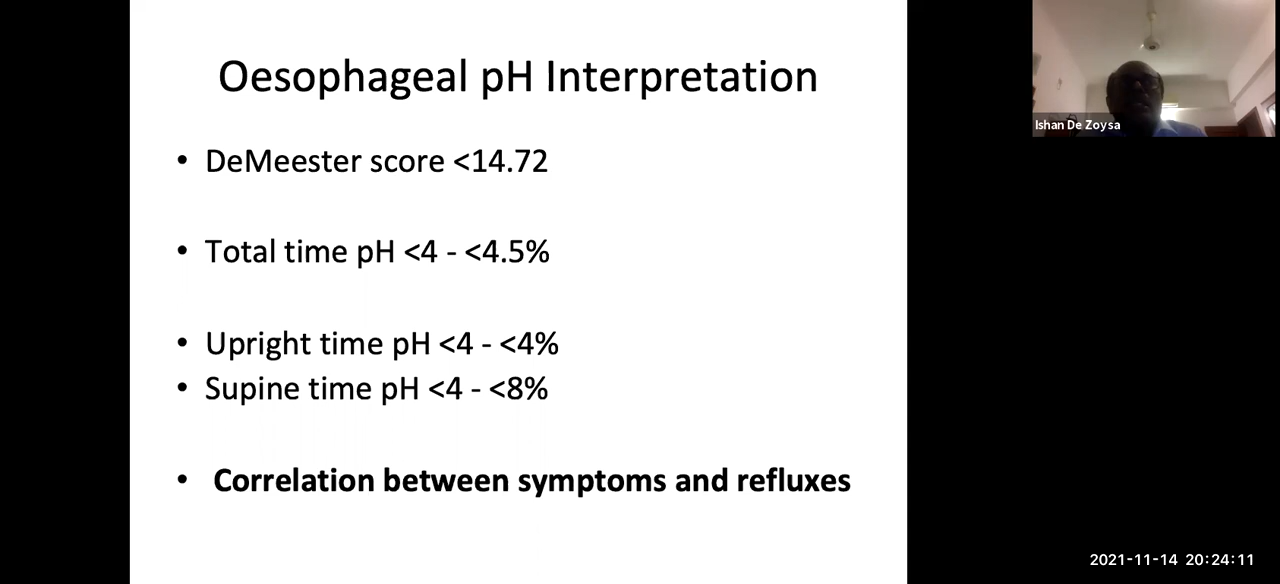 Oesophageal pH Interpretation
• DeMeester score <14.72
• Total time pH <4 - <4.5%
• Upright time pH <4 - <4%
• Supine time pH <4 - <8%
• Correlation between symptoms and refluxes
Ishan De Zoysa
2021-11-14 20:24:11